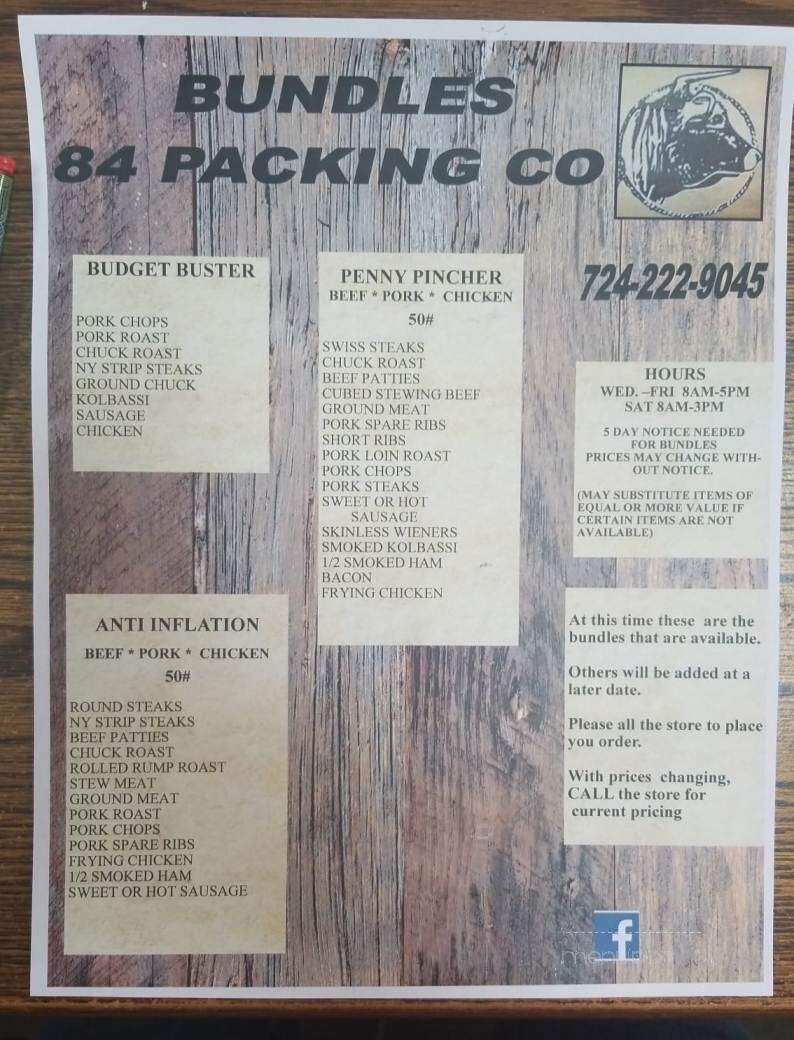 BUNDLES
84 PACKING CO
724-222-9045
BUDGET BUSTER
PORK CHOPS
PORK ROAST
CHUCK ROAST
NY STRIP STEAKS
GROUND CHUCK
KOLBASSI
SAUSAGE
CHICKEN
PENNY PINCHER
BEEF * PORK * CHICKEN
50#
SWISS STEAKS
CHUCK ROAST
BEEF PATTIES
CUBED STEWING BEEF
GROUND MEAT
PORK SPARE RIBS
SHORT RIBS
PORK LOIN ROAST
PORK CHOPS
PORK STEAKS
SWEET OR HOT
SAUSAGE
SKINLESS WIENERS
SMOKED KOLBASSI
1/2 SMOKED HAM
BACON
FRYING CHICKEN
HOURS
WED. –FRI 8AM-5PM
SAT 8AM-3PM
5 DAY NOTICE NEEDED
FOR BUNDLES
PRICES MAY CHANGE WITH-
OUT NOTICE.
(MAY SUBSTITUTE ITEMS OF
EQUAL OR MORE VALUE IF
CERTAIN ITEMS ARE NOT
AVAILABLE)
ANTI INFLATION
BEEF * PORK * CHICKEN
50#
ROUND STEAKS
NY STRIP STEAKS
BEEF PATTIES
CHUCK ROAST
ROLLED RUMP ROAST
STEW MEAT
GROUND MEAT
PORK ROAST
PORK CHOPS
PORK SPARE RIBS
FRYING CHICKEN
1/2 SMOKED HAM
SWEET OR HOT SAUSAGE
At this time these are the
bundles that are available.
Others will be added at a
later date.
Please all the store to place
you order.
With prices changing,
CALL the store for
current pricing
f